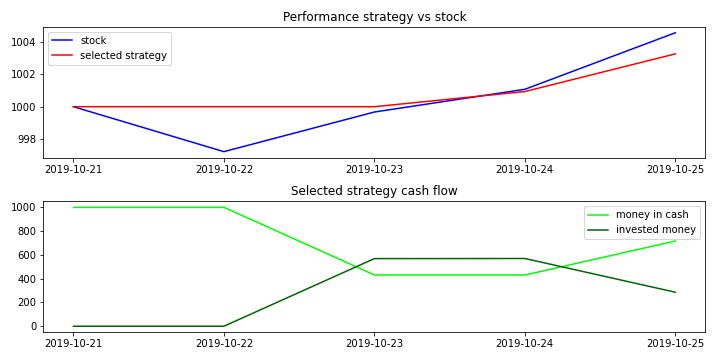 Performance strategy vs stock
stock
selected strategy
1004
1002
1000
998
2019-10-21 2019-10-22 2019-10-23 2019-10-24 2019-10-25
Selected strategy cash flow
money in cash
invested money
1000
800
600
400
200
0
2019-10-21 2019-10-22 2019-10-23 2019-10-24 2019-10-25